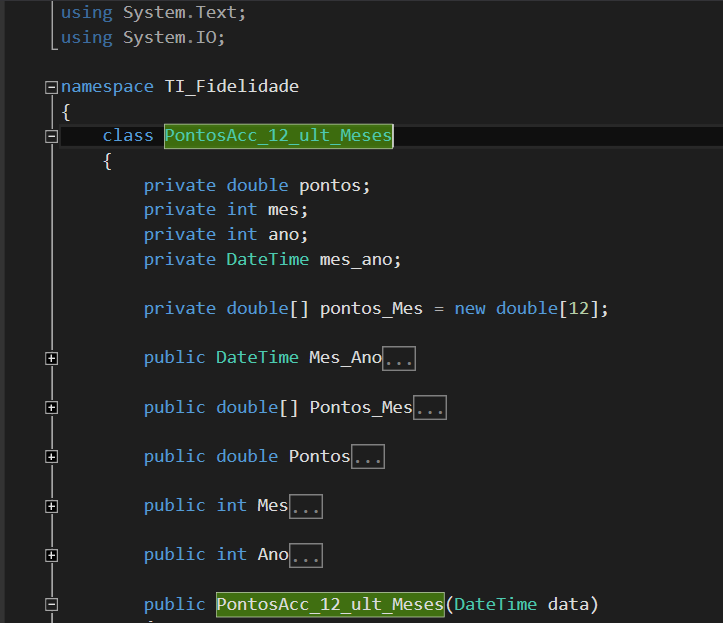 using System.Text;
using System.IO;
namespace TI_Fidelidade
{
class PontosAcc_12_ult_Meses
{
private double pontos;
private int mes;
private int ano;
private DateTime mes_ano;
private double[] pontos_Mes = new double[12];
public DateTime Mes_Ano...
public double[] Pontos_Mes...
public double Pontos...
public int Mes...
public int Ano...
public PontosAcc_12_ult_Meses(DateTime data)